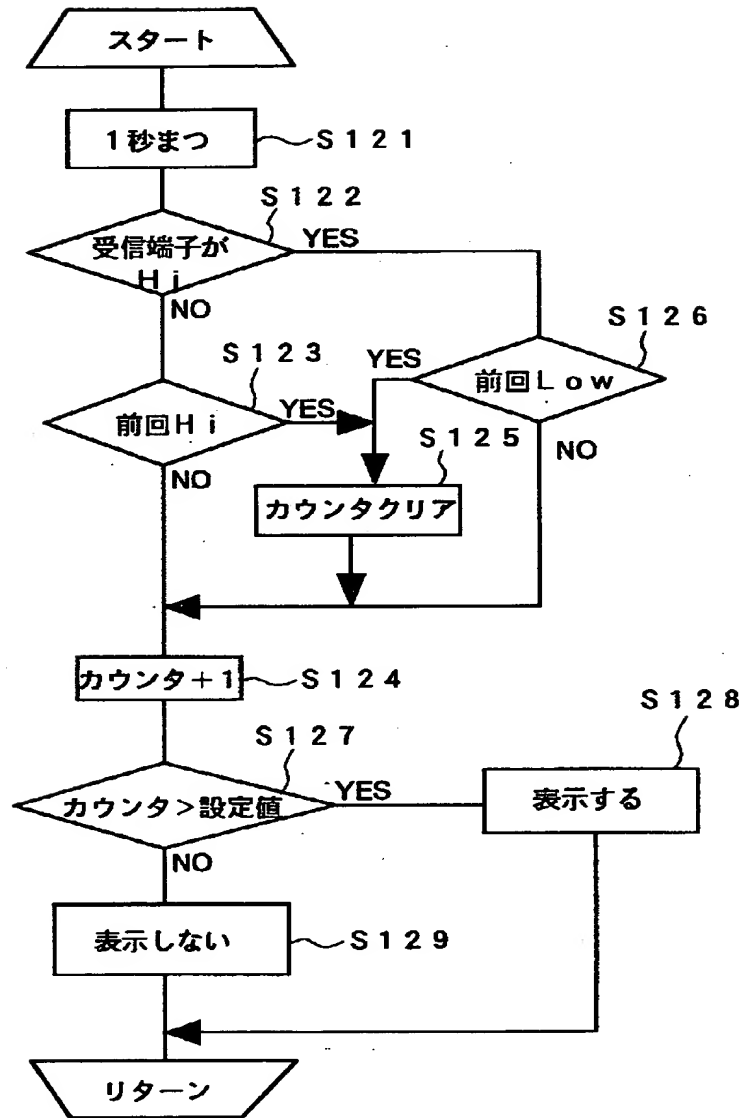 スタート
1秒まつ
S121
S122
受信端子が
Hi
YES
NO
S126
前回Low
YES
NO
S123
前回Hi
YES
NO
S125
カウンタクリア
カウンタ+1
S124
S127
カウンタ>設定値
YES
NO
S128
表示する
表示しない
S129
リターン